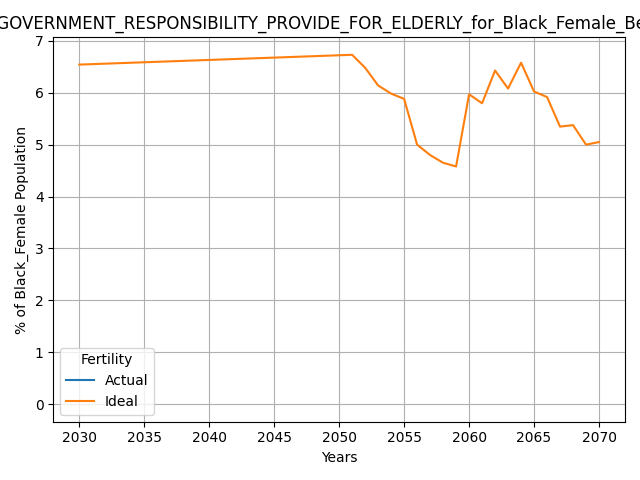 GOVERNMENT_RESPONSIBILITY_PROVIDE_FOR_ELDERLY_for_Black_Female_Be
% of Black_Female Population
7
6
5
4
3
2
1
0
Fertility
Actual
Ideal
2030 2035 2040 2045 2050 2055 2060 2065 2070
Years